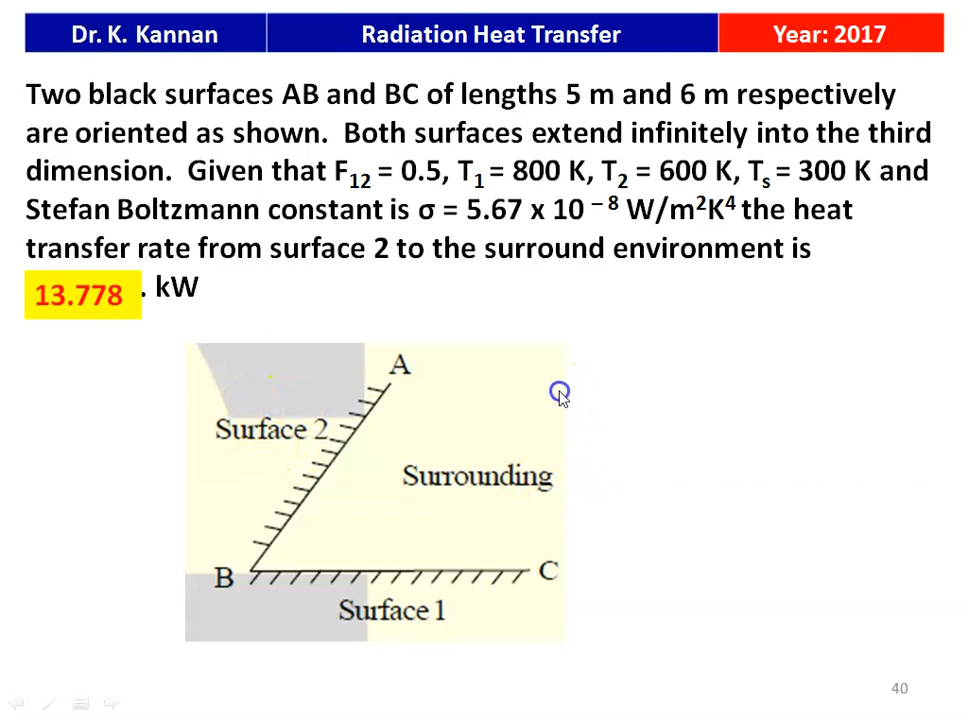 Dr. K. Kannan Radiation Heat Transfer Year: 2017
Two black surfaces AB and BC of lengths 5 m and 6 m respectively
are oriented as shown. Both surfaces extend infinitely into the third
dimension. Given that F12 = 0.5, T1 = 800 K, T2 = 600 K, Ts = 300 K and
Stefan Boltzmann constant is σ = 5.67 x 10 – 8 W/m2K4 the heat
transfer rate from surface 2 to the surround environment is
13.778 . kW
A
Surface 2
Surrounding
B C
Surface 1
40